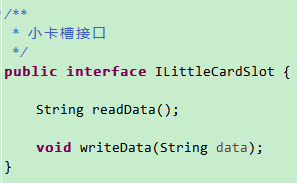 /**
 * 小卡槽接口
 */
public interface ILittleCardSlot {
    String readData();
    void writeData(String data);
}